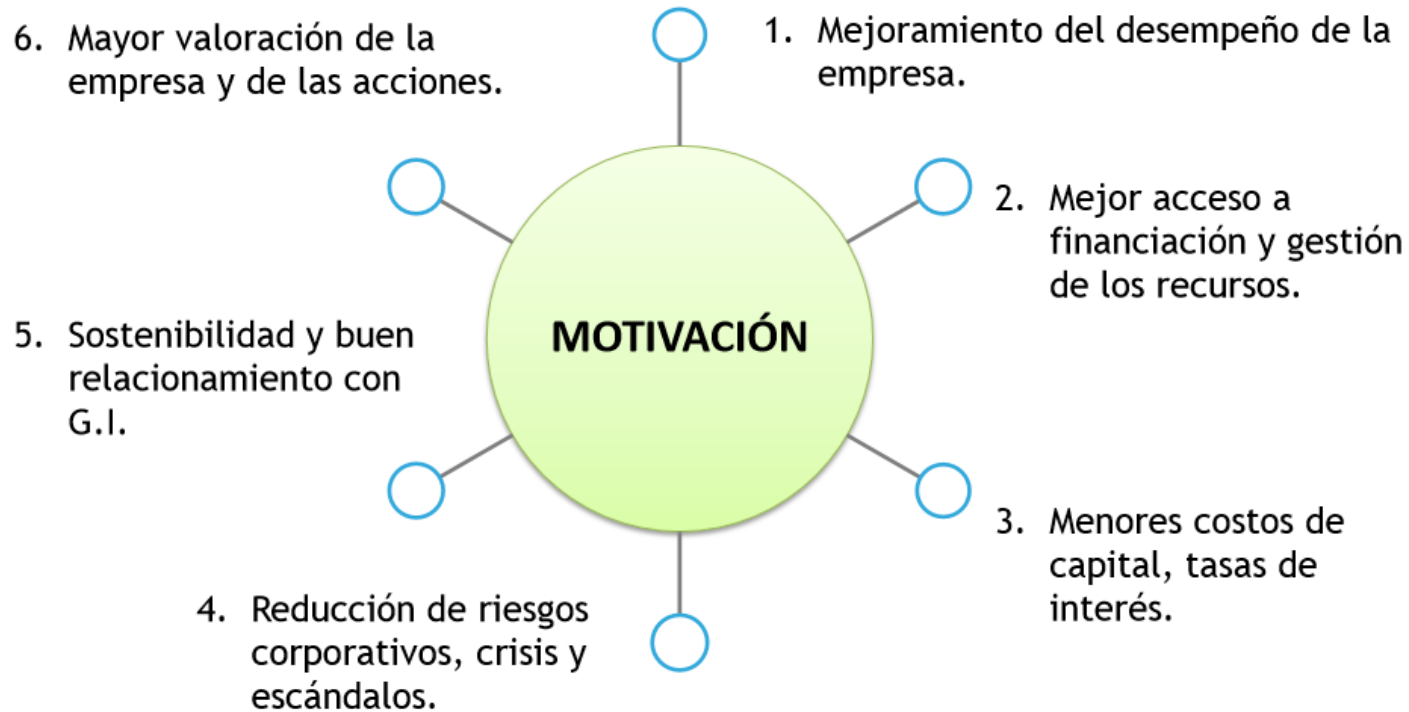 1. Mejoramiento del desempeño de la
empresa.
2. Mejor acceso a
financiación y gestión
de los recursos.
3. Menores costos de
capital, tasas de
interés.
4. Reducción de riesgos
corporativos, crisis y
escándalos.
5. Sostenibilidad y buen
relacionamiento con
G.I.
6. Mayor valoración de la
empresa y de las acciones.
MOTIVACIÓN